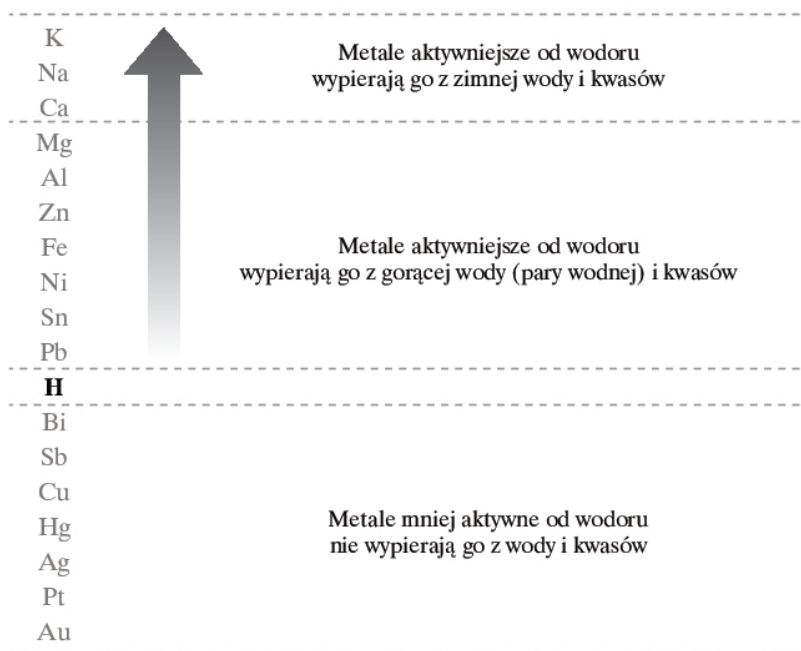 K
Na
Ca
Metale aktywniejsze od wodoru
wypierają go z zimnej wody i kwasów
Mg
Al
Zn
Fe
Ni
Sn
Pb
Metale aktywniejsze od wodoru
wypierają go z gorącej wody (pary wodnej) i kwasów
H
Bi
Sb
Cu
Hg
Ag
Pt
Au
Metale mniej aktywne od wodoru
nie wypierają go z wody i kwasów